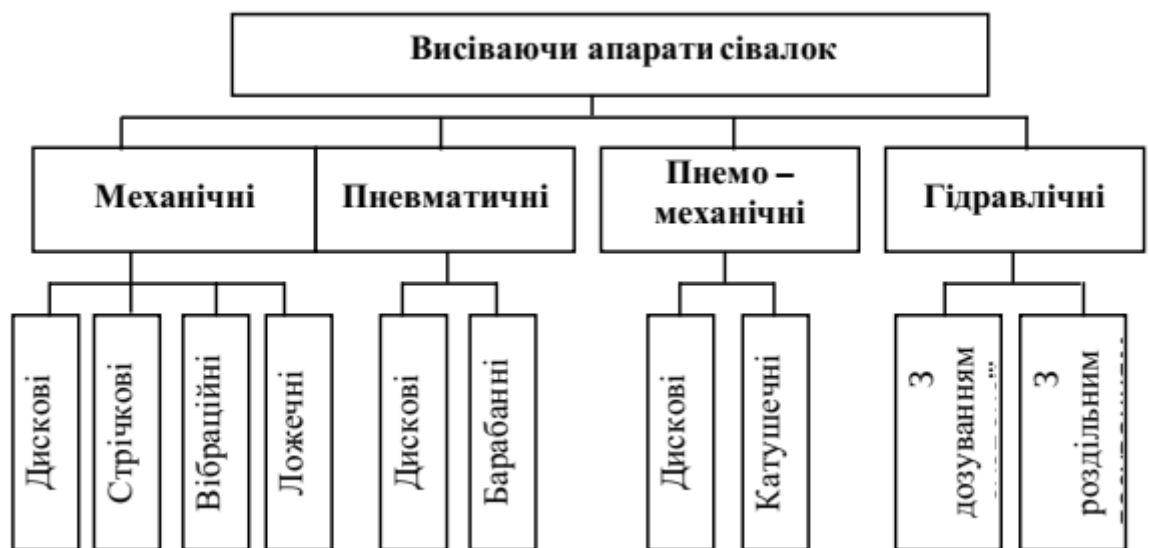 Висіваючи апарати сівалок
Механічні
Пневматичні
Пнемо –
механічні
Гідравлічні
Дискові
Стрічкові
Вібраційні
Ложечні
Дискові
Барабанні
Дискові
Катушечні
З
дозуванням
З
роздільним